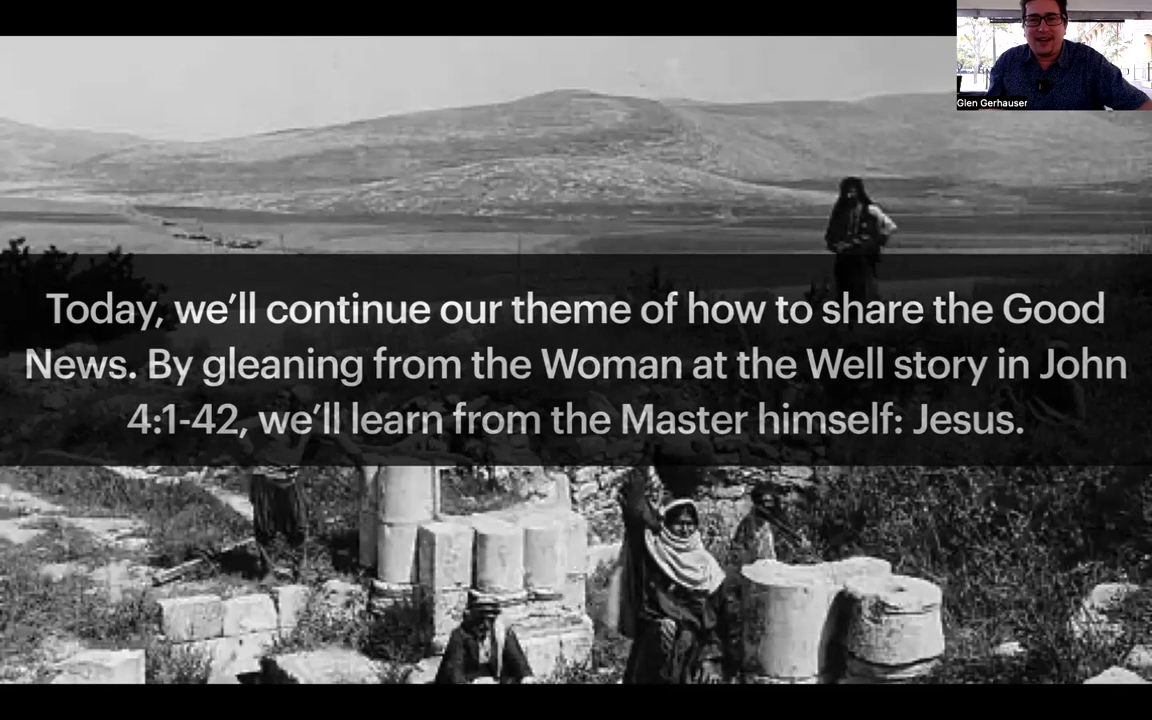 Glen Gerhauser
Today, we’ll continue our theme of how to share the Good
News. By gleaning from the Woman at the Well story in John
4:1-42, we’ll learn from the Master himself: Jesus.